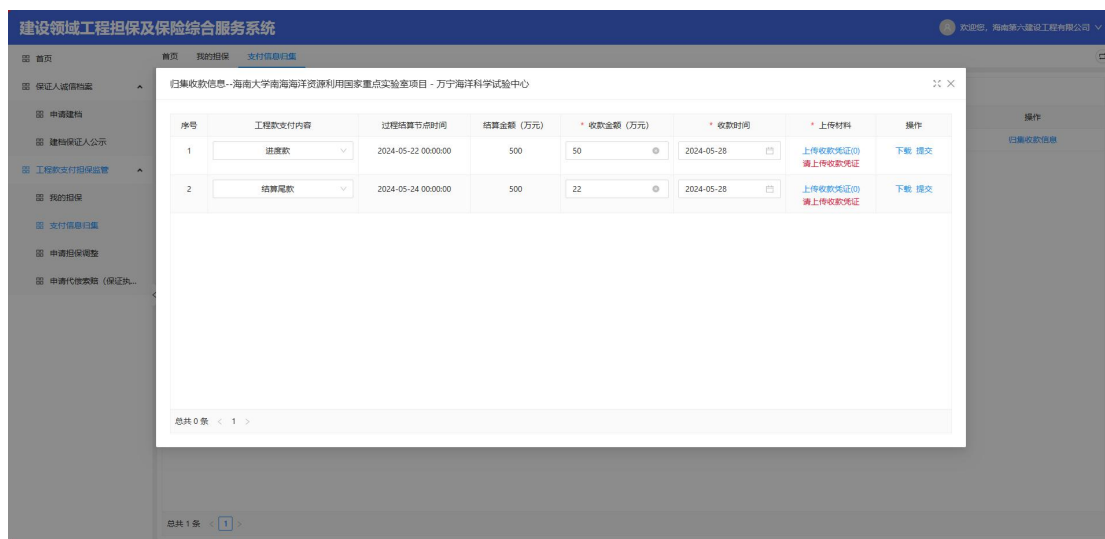 建设领域工程担保及保险综合服务系统
欢迎您, 海南第六建设工程有限公司
首页
首页 我的担保 支付信息归集
保证人诚信档案
申请建档
建档保证人公示
工程款支付担保监管
我的担保
支付信息归集
申请担保调整
申请代偿索赔（保证执...
操作
归集收款信息
归集收款信息--海南大学南海海洋资源利用国家重点实验室项目 - 万宁海洋科学试验中心
序号 工程款支付内容 过程结算节点时间 结算金额（万元） * 收款金额（万元） * 收款时间 * 上传材料 操作
1 进度款 2024-05-22 00:00:00 500 50 2024-05-28 上传收款凭证(0) 下载 提交
请上传收款凭证
2 结算尾款 2024-05-24 00:00:00 500 22 2024-05-28 上传收款凭证(0) 下载 提交
请上传收款凭证
总共 0 条 < 1 >
总共 1 条 < 1 >